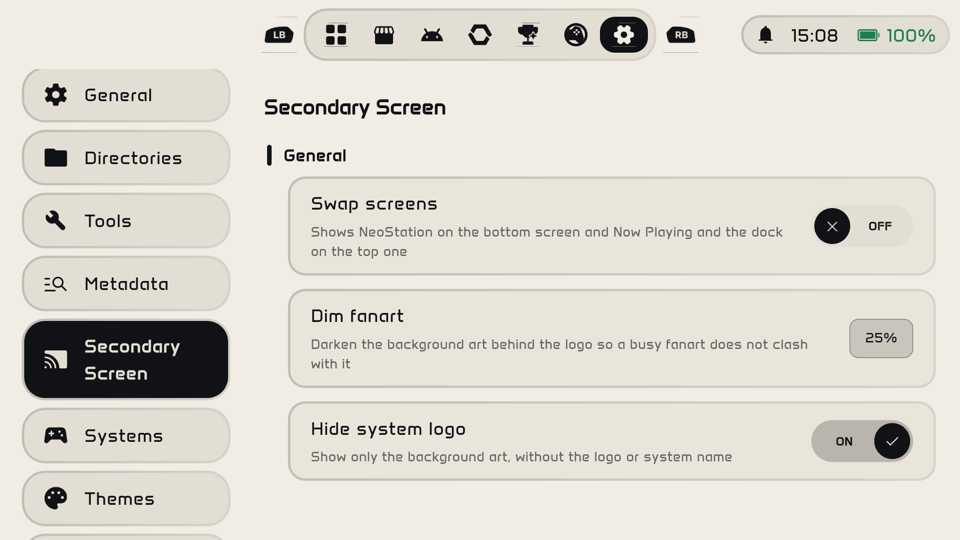 LB
RB
15:08
100%
General
Directories
Tools
Metadata
Secondary
Screen
Systems
Themes
Secondary Screen
General
Swap screens
Shows NeoStation on the bottom screen and Now Playing and the dock
on the top one
OFF
Dim fanart
Darken the background art behind the logo so a busy fanart does not clash
with it
25%
Hide system logo
Show only the background art, without the logo or system name
ON